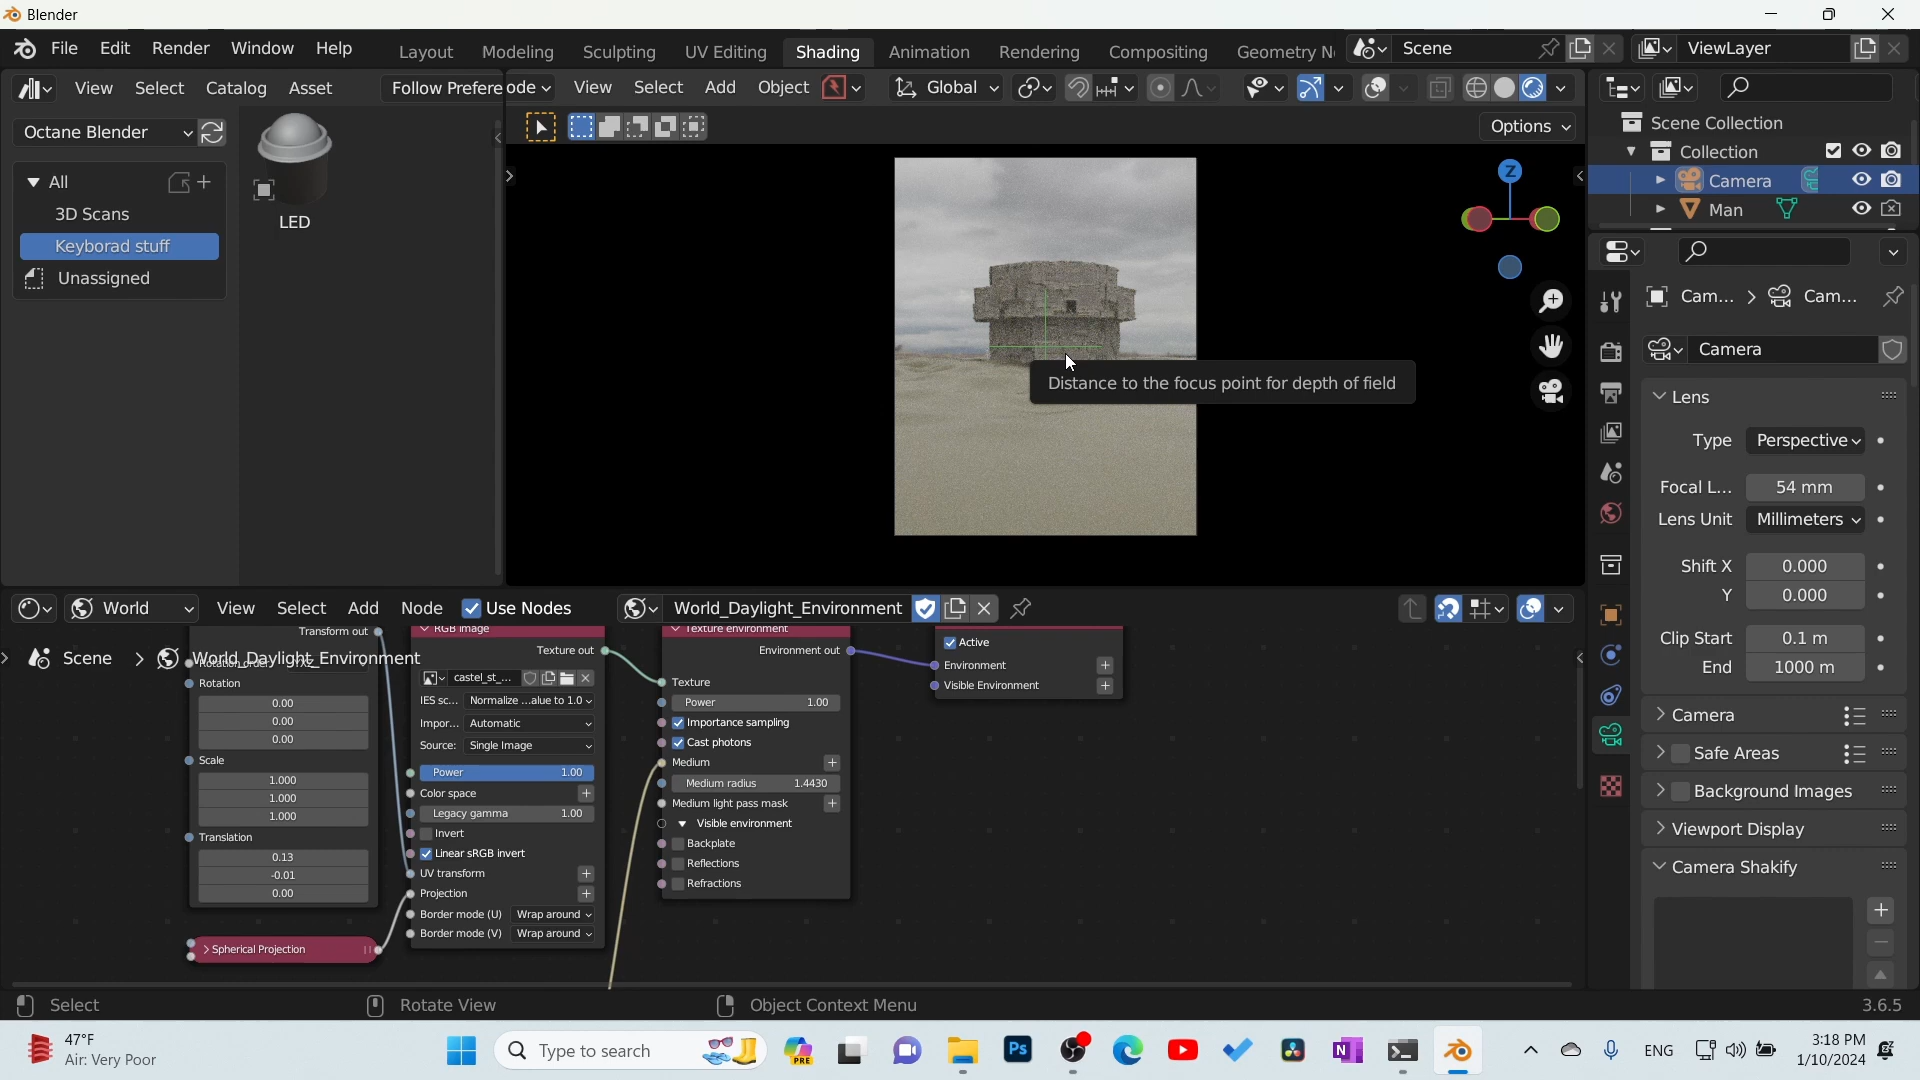 Blender
File Edit Render Window Help
Layout Modeling Sculpting UV Editing Shading Animation Rendering Compositing Geometry N
Scene
ViewLayer
View Select Catalog Asset Follow Prefere
ode View Select Add Object Global
Octane Blender
Options
All
3D Scans
Keyborad stuff
Unassigned
LED
Z
Distance to the focus point for depth of field
Scene Collection
Collection
Camera
Man
Cam... > Cam...
Camera
Lens
Type Perspective
Focal L... 54 mm
Lens Unit Millimeters
Shift X 0.000
Y 0.000
Clip Start 0.1 m
End 1000 m
Camera
Safe Areas
Background Images
Viewport Display
Camera Shakify
World View Select Add Node Use Nodes World_Daylight_Environment
Scene > World_Daylight_Environment
Transform out
Rotation
0.00
0.00
0.00
Scale
1.000
1.000
1.000
Translation
0.13
-0.01
0.00
Spherical Projection
RGB image
Texture out
castel_st_...
IES sc... Normalize ...alue to 1.0
Impor... Automatic
Source: Single Image
Power 1.00
Color space
Legacy gamma 1.00
Invert
Linear sRGB invert
UV transform
Projection
Border mode (U) Wrap around
Border mode (V) Wrap around
Texture environment
Environment out
Texture
Power 1.00
Importance sampling
Cast photons
Medium
Medium radius 1.4430
Medium light pass mask
Visible environment
Backplate
Reflections
Refractions
Active
Environment
Visible Environment
Select Rotate View Object Context Menu 3.6.5
47°F
Air: Very Poor
Type to search
PRE
Ps
N
ENG
3:18 PM
1/10/2024